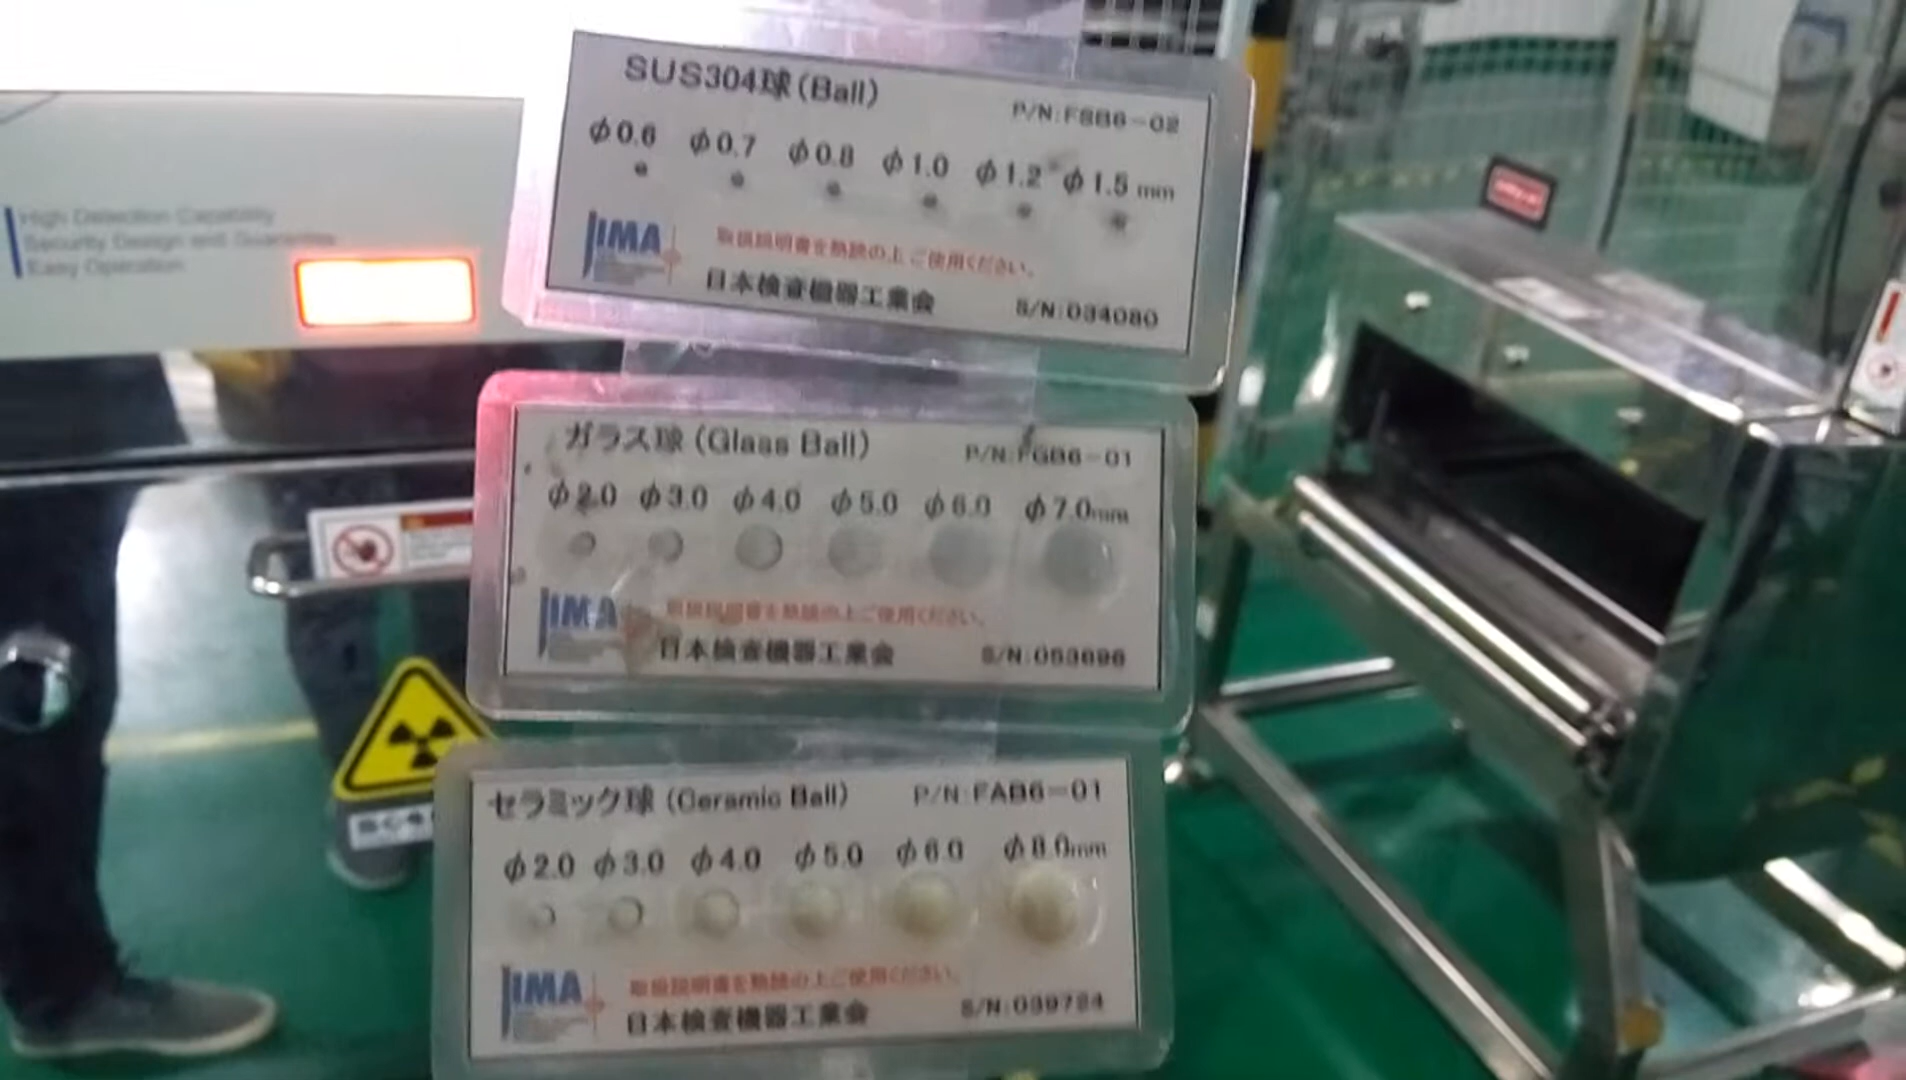 High Detection Capability
Security Design and Guarantee
Easy Operation
SUS304球(Ball)
P/N:FSB6-02
φ0.6 φ0.7 φ0.8 φ1.0 φ1.2 φ1.5 mm
JIMA
取扱説明書を熟読の上ご使用ください。
日本検査機器工業会
S/N:034080
ガラス球(Glass Ball)
P/N:FGB6-01
φ2.0 φ3.0 φ4.0 φ5.0 φ6.0 φ7.0mm
JIMA
取扱説明書を熟読の上ご使用ください。
日本検査機器工業会
S/N:053696
セラミック球(Ceramic Ball)
P/N:FAB6-01
φ2.0 φ3.0 φ4.0 φ5.0 φ6.0 φ8.0mm
JIMA
取扱説明書を熟読の上ご使用ください。
日本検査機器工業会
S/N:039724